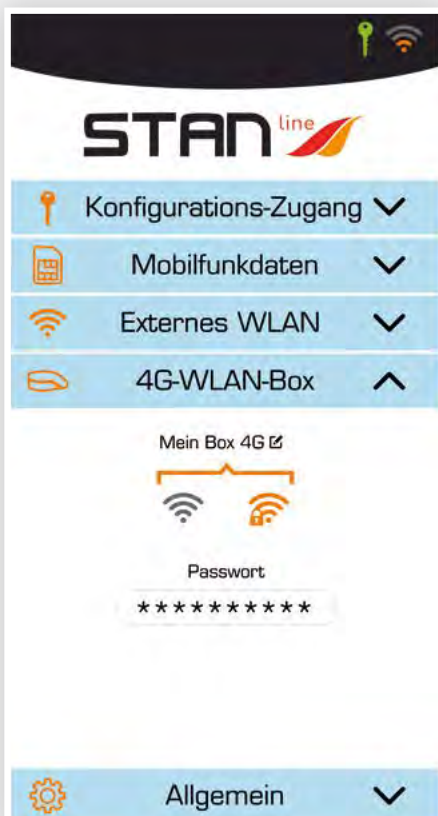 STAN line
Konfigurations-Zugang
Mobilfunkdaten
Externes WLAN
4G-WLAN-Box
Mein Box 4G
Passwort
**********
Allgemein